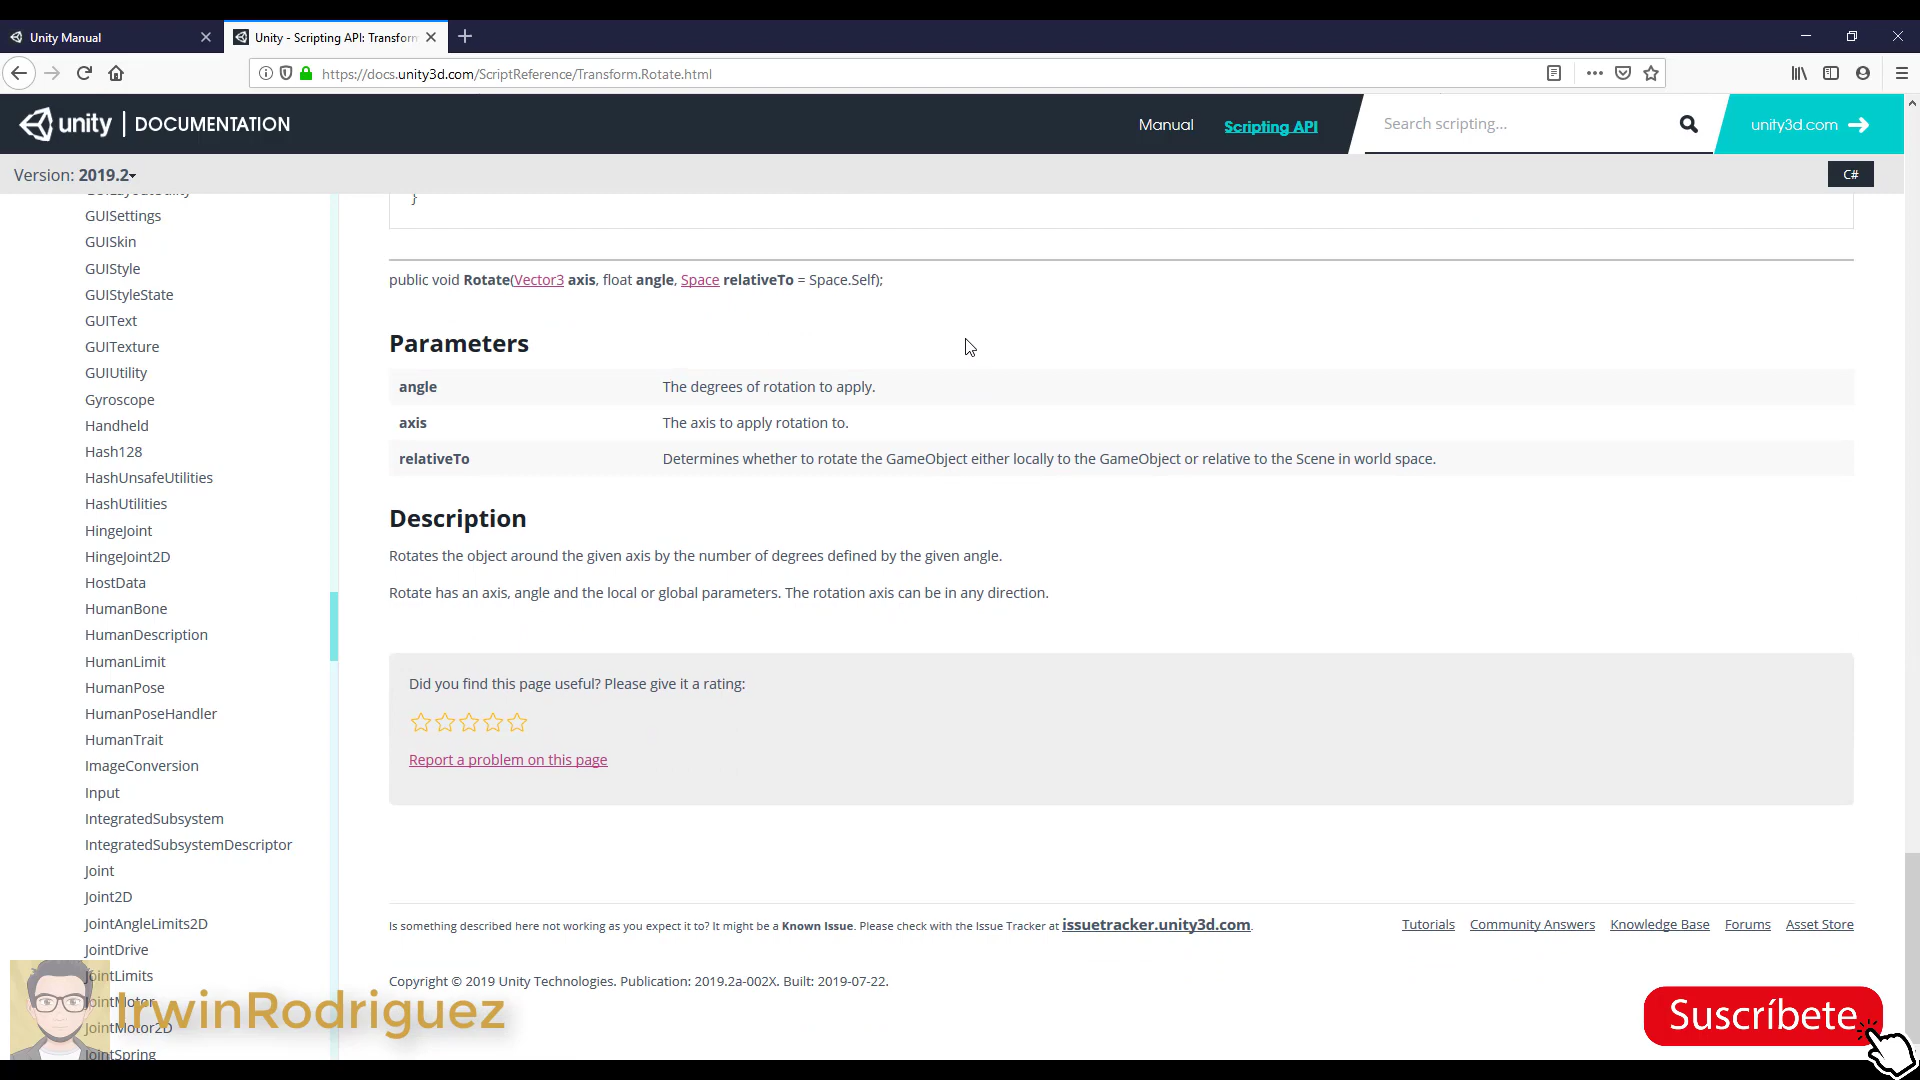 Unity Manual
Unity - Scripting API: Transform
https://docs.unity3d.com/ScriptReference/Transform.Rotate.html
unity | DOCUMENTATION
Manual
Scripting API
Search scripting...
unity3d.com
Version: 2019.2
C#
GUISettings
GUISkin
GUIStyle
GUIStyleState
GUIText
GUITexture
GUIUtility
Gyroscope
Handheld
Hash128
HashUnsafeUtilities
HashUtilities
HingeJoint
HingeJoint2D
HostData
HumanBone
HumanDescription
HumanLimit
HumanPose
HumanPoseHandler
HumanTrait
ImageConversion
Input
IntegratedSubsystem
IntegratedSubsystemDescriptor
Joint
Joint2D
JointAngleLimits2D
JointDrive
JointLimits
JointMotor
JointMotor2D
JointSpring
}
public void Rotate(Vector3 axis, float angle, Space relativeTo = Space.Self);
Parameters
angle The degrees of rotation to apply.
axis The axis to apply rotation to.
relativeTo Determines whether to rotate the GameObject either locally to the GameObject or relative to the Scene in world space.
Description
Rotates the object around the given axis by the number of degrees defined by the given angle.
Rotate has an axis, angle and the local or global parameters. The rotation axis can be in any direction.
Did you find this page useful? Please give it a rating:
Report a problem on this page
Is something described here not working as you expect it to? It might be a Known Issue. Please check with the Issue Tracker at issuetracker.unity3d.com.
Tutorials Community Answers Knowledge Base Forums Asset Store
Copyright © 2019 Unity Technologies. Publication: 2019.2a-002X. Built: 2019-07-22.
IrwinRodriguez
Suscríbete